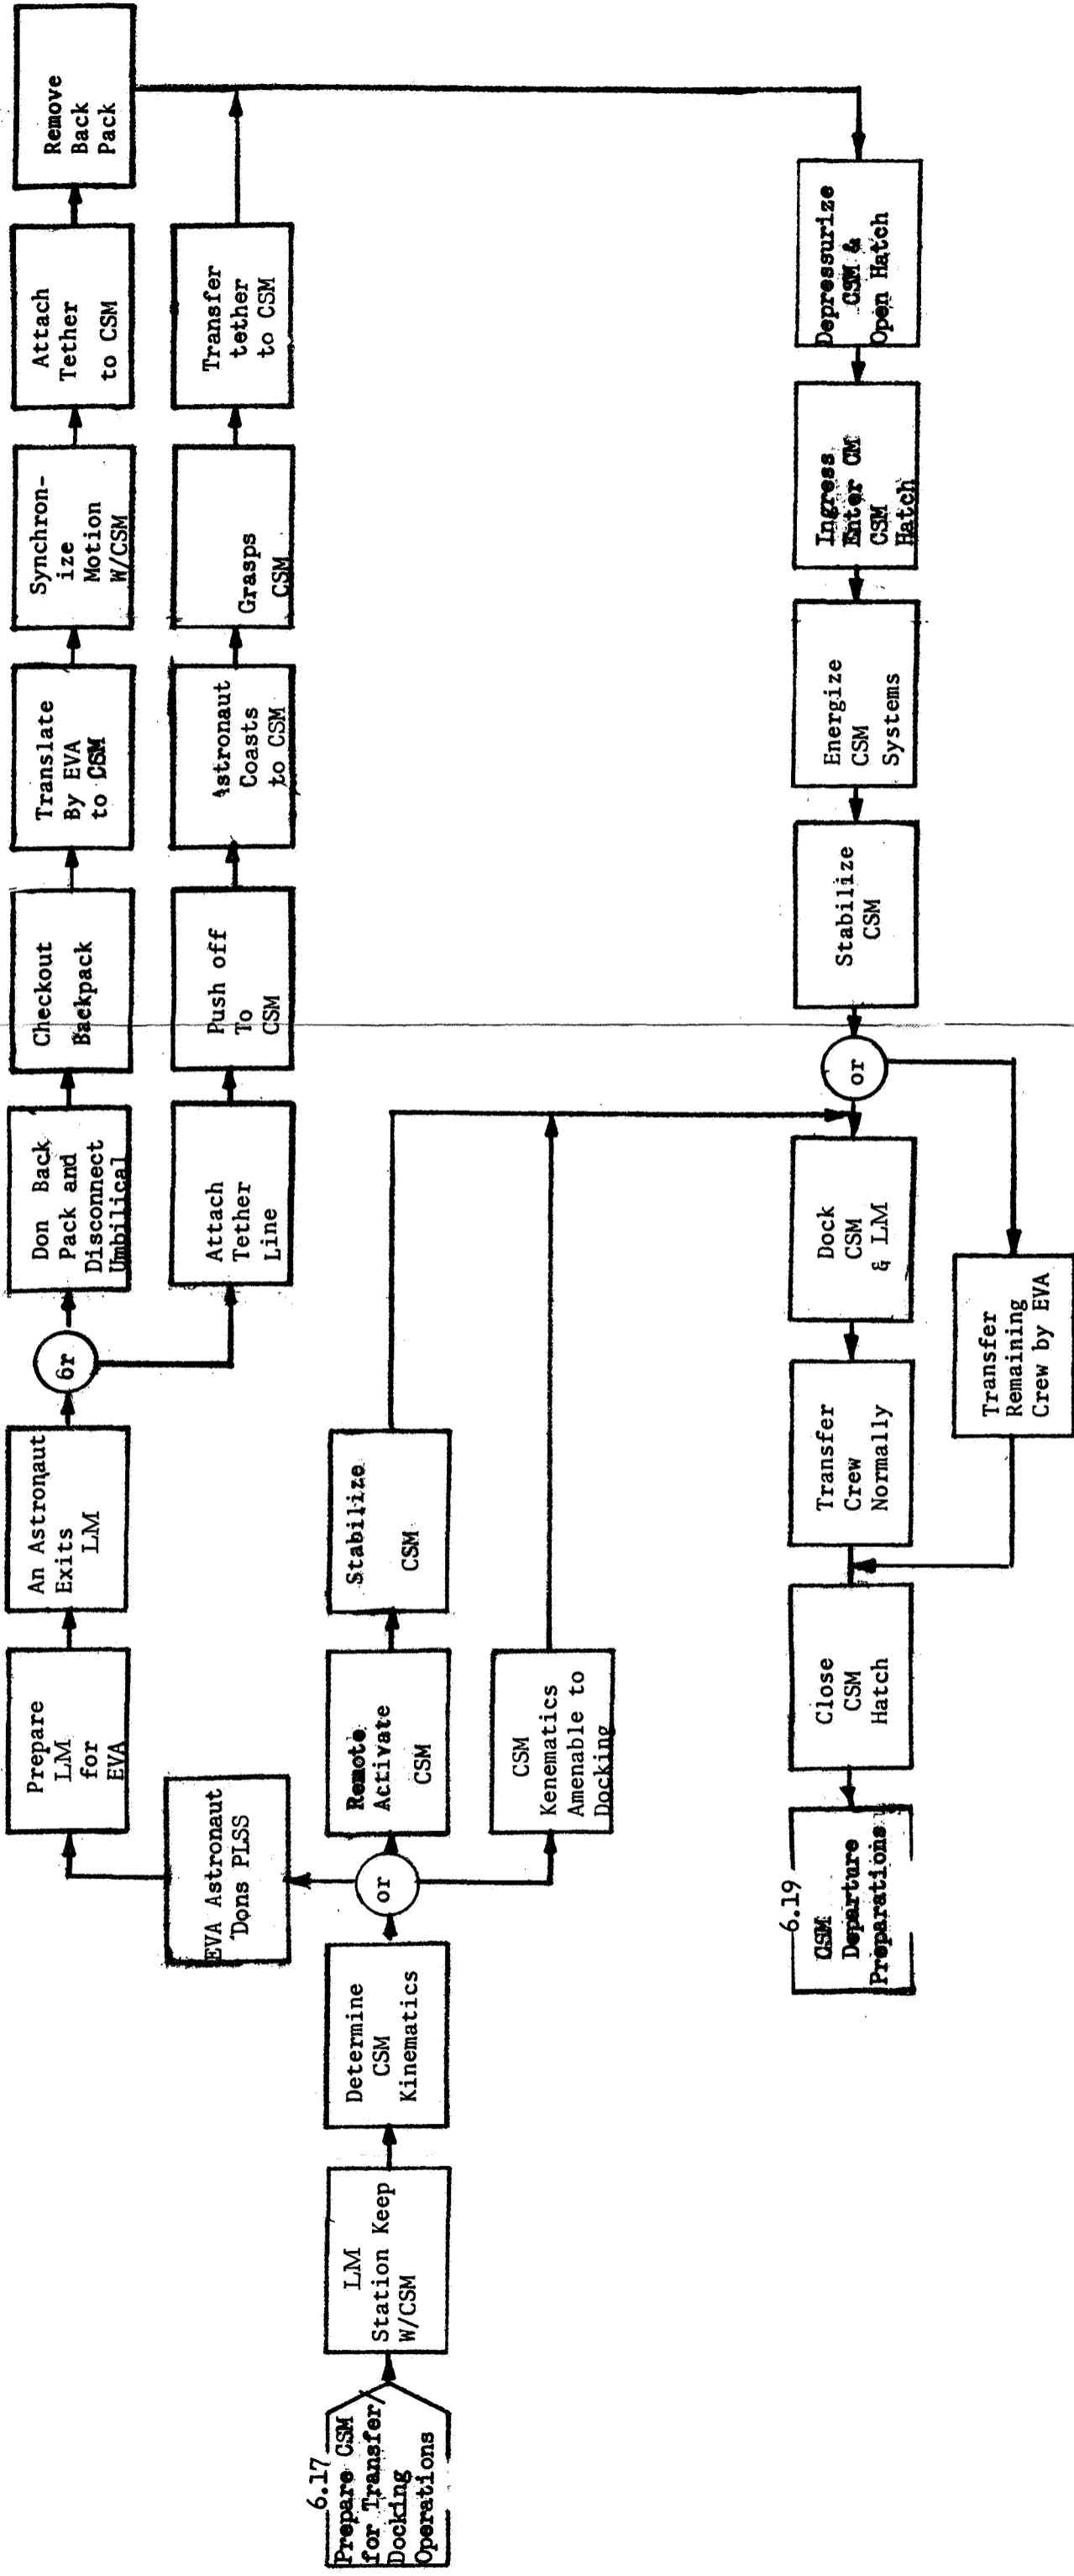 6.17
Prepare CSM
for Transfer/
Docking
Operations
LM
Station Keep
W/CSM
Determine
CSM
Kinematics
or
EVA Astronaut
Dons PLSS
Prepare
LM
for
EVA
An Astronaut
Exits
LM
6r
Don Back
Pack and
Disconnect
Umbilical
Checkout
Backpack
Translate
By EVA
to CSM
Synchron-
ize
Motion
W/CSM
Attach
Tether
to CSM
Remove
Back
Pack
Attach
Tether
Line
Push off
To
CSM
Astronaut
Coasts
to CSM
Grasps
CSM
Transfer
tether
to CSM
Remote
Activate
CSM
Stabilize
CSM
CSM
Kenematics
Amenable to
Docking
Depressurize
CSM &
Open Hatch
Ingress
Enter CM
CSM
Hatch
Energize
CSM
Systems
Stabilize
CSM
or
Dock
CSM
& LM
Transfer
Crew
Normally
Transfer
Remaining
Crew by EVA
Close
CSM
Hatch
6.19
CSM
Departure
Preparations